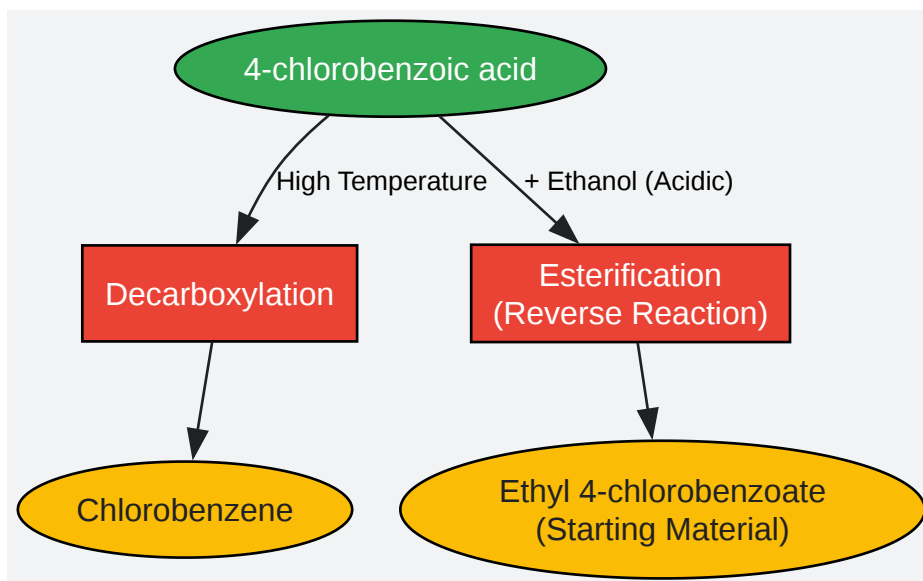 4-chlorobenzoic acid
High Temperature
+ Ethanol (Acidic)
Decarboxylation
Esterification
(Reverse Reaction)
Chlorobenzene
Ethyl 4-chlorobenzoate
(Starting Material)